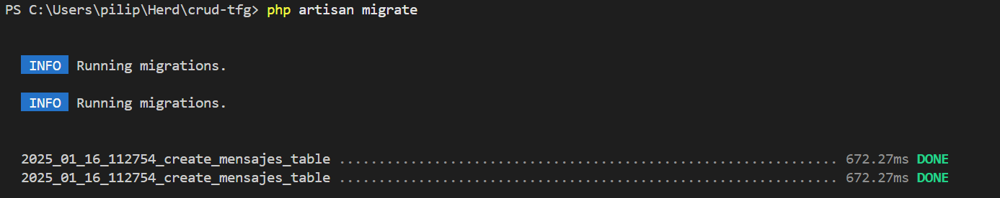 PS C:\Users\pilip\Herd\crud-tfg> php artisan migrate
INFO Running migrations.
INFO Running migrations.
2025_01_16_112754_create_mensajes_table ............................................................... 672.27ms DONE
2025_01_16_112754_create_mensajes_table ............................................................... 672.27ms DONE